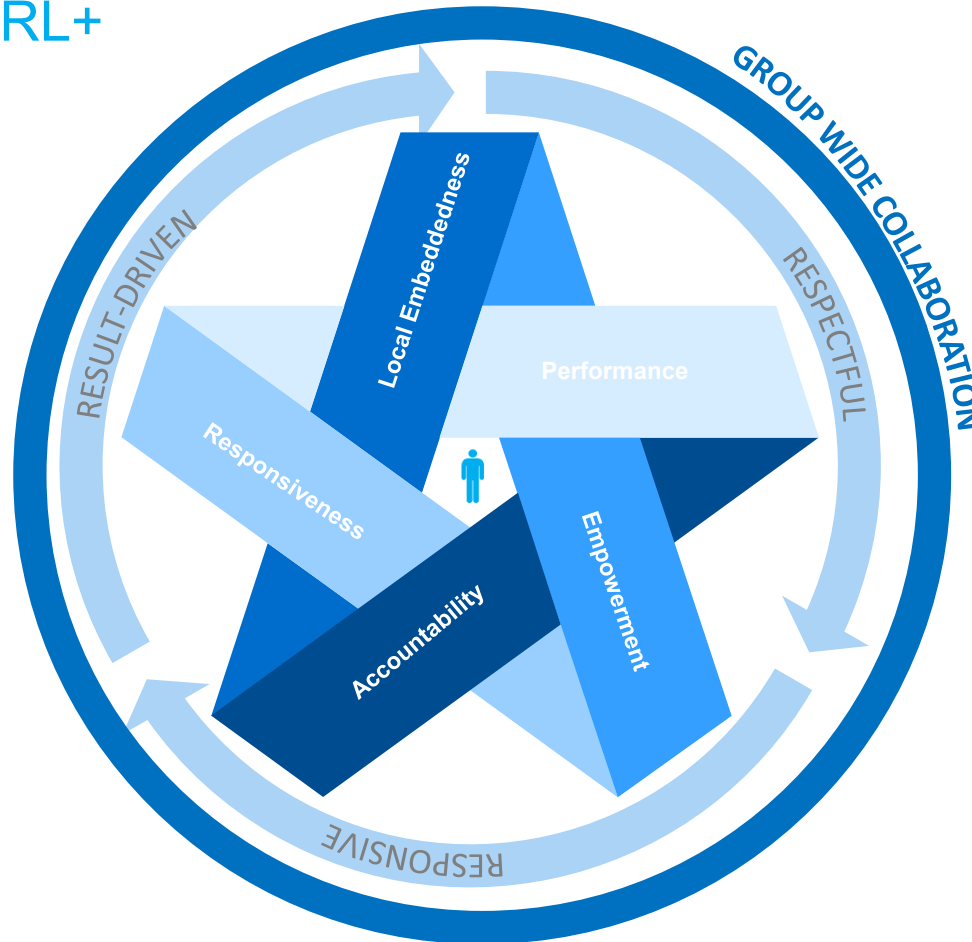 RL+
GROUP WIDE COLLABORATION
RESULT-DRIVEN
RESPECTFUL
Local Embeddedness
Performance
Responsiveness
Empowerment
Accountability
RESPONSIVE